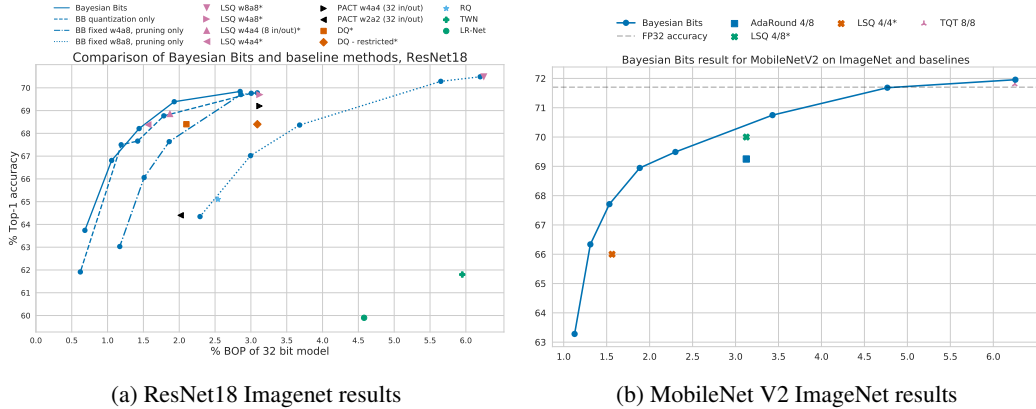 Bayesian Bits
BB quantization only
BB fixed w4a8, pruning only
BB fixed w8a8, pruning only
LSQ w8a8*
LSQ w4a8*
LSQ w4a4 (8 in/out)*
LSQ w4a4*
PACT w4a4 (32 in/out)
PACT w2a2 (32 in/out)
DQ*
DQ - restricted*
RQ
TWN
LR-Net
Comparison of Bayesian Bits and baseline methods, ResNet18
% Top-1 accuracy
70
69
68
67
66
65
64
63
62
61
60
0.0 0.5 1.0 1.5 2.0 2.5 3.0 3.5 4.0 4.5 5.0 5.5 6.0 6.5
% BOP of 32 bit model
(a) ResNet18 Imagenet results
Bayesian Bits
FP32 accuracy
AdaRound 4/8
LSQ 4/8*
LSQ 4/4*
TQT 8/8
Bayesian Bits result for MobileNetV2 on ImageNet and baselines
72
71
70
69
68
67
66
65
64
63
1.0 1.5 2.0 2.5 3.0 3.5 4.0 4.5 5.0 5.5 6.0
(b) MobileNet V2 ImageNet results